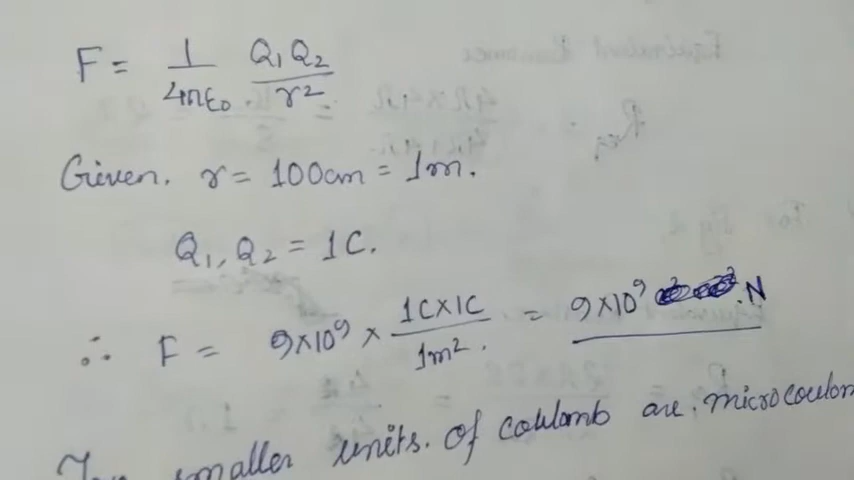 F = 1/4πε₀ Q₁Q₂/r²
Given. r = 100cm = 1m.
Q₁, Q₂ = 1C.
∴ F = 9×10⁹ × 1C×1C/1m². = 9×10⁹ .N
smaller units. Of coulomb are. microcoulom